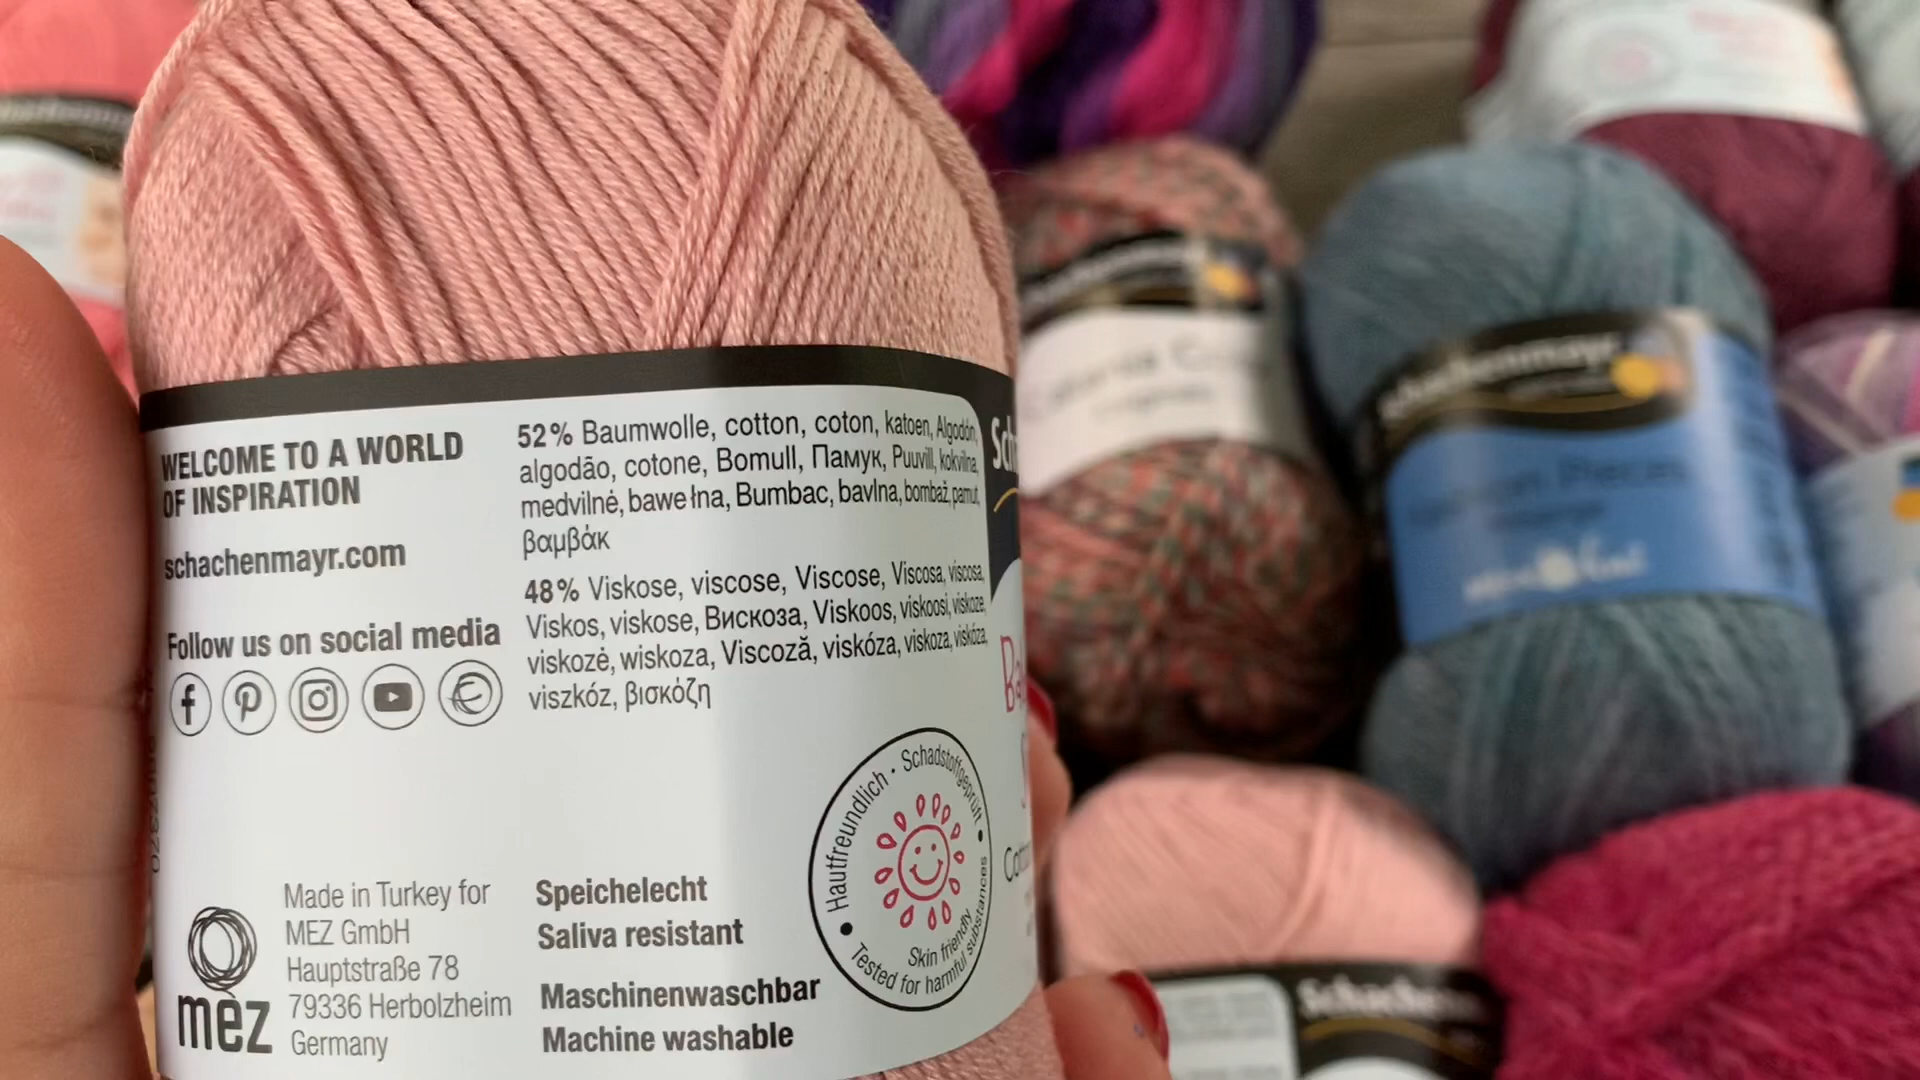 WELCOME TO A WORLD
OF INSPIRATION
schachenmayr.com
Follow us on social media
52% Baumwolle, cotton, coton, katoen, Algodón,
algodão, cotone, Bomull, Памук, Puuvill, kokvilna,
medvilnė, bawełna, Bumbac, bavlna, bombaž, pamut,
βαμβάκ
48% Viskose, viscose, Viscose, Viscosa, viscosa,
Viskos, viskose, Вискоза, Viskoos, viskoosi, viskoze,
viskozė, wiskoza, Viscoză, viskóza, viskoza, viskóza,
viszkóz, βισκόζη
Hautfreundlich · Schadstoffgeprüft
Skin friendly
Tested for harmful substances
Made in Turkey for
MEZ GmbH
Hauptstraße 78
79336 Herbolzheim
Germany
mez
Speichelecht
Saliva resistant
Maschinenwaschbar
Machine washable
Schachenmayr
Schachenmayr